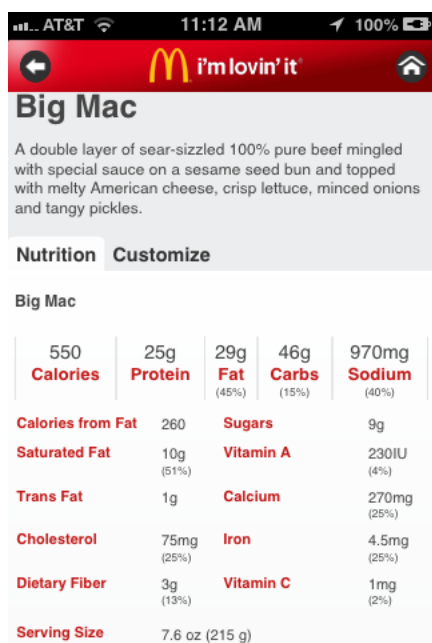 AT&T 11:12 AM 100%
i'm lovin' it®
Big Mac
A double layer of sear-sizzled 100% pure beef mingled
with special sauce on a sesame seed bun and topped
with melty American cheese, crisp lettuce, minced onions
and tangy pickles.
Nutrition Customize
Big Mac
550 25g 29g 46g 970mg
Calories Protein Fat Carbs Sodium
(45%) (15%) (40%)
Calories from Fat 260 Sugars 9g
Saturated Fat 10g Vitamin A 230IU
(51%) (4%)
Trans Fat 1g Calcium 270mg
(25%)
Cholesterol 75mg Iron 4.5mg
(25%) (25%)
Dietary Fiber 3g Vitamin C 1mg
(13%) (2%)
Serving Size 7.6 oz (215 g)